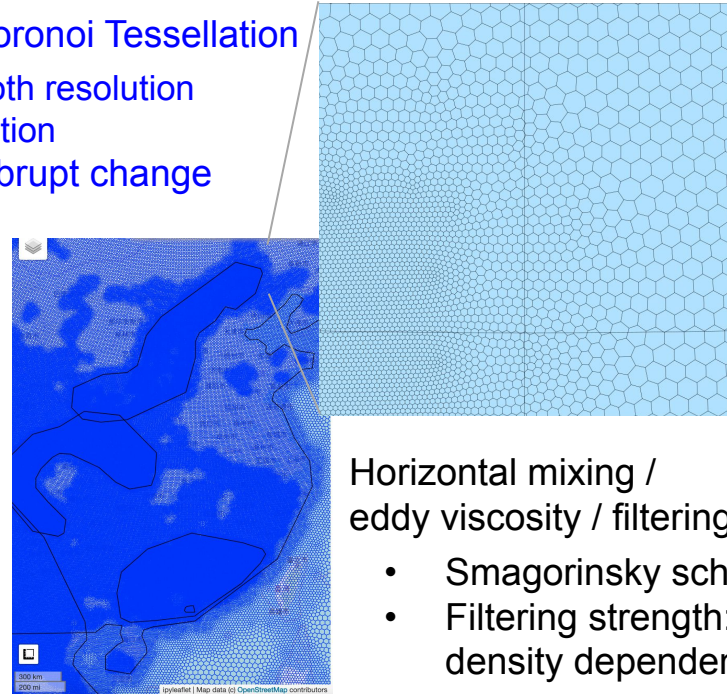 oronoi Tessellation
oth resolution
tion
brupt change
300 km
200 mi
ipyleaflet | Map data (c) OpenStreetMap contributors
Horizontal mixing /
eddy viscosity / filtering
• Smagorinsky sch
• Filtering strength:
density depender